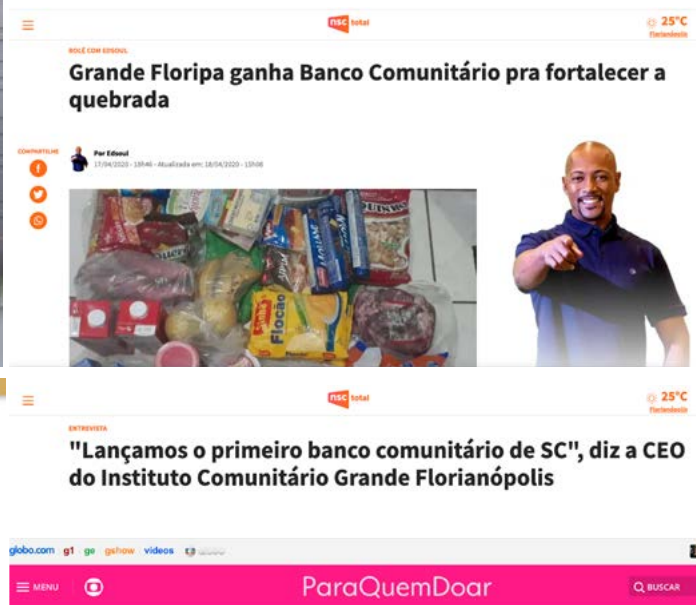 nsc total
25°C
Florianópolis
ROLÊ COM EDSOUL
Grande Floripa ganha Banco Comunitário pra fortalecer a
quebrada
COMPARTILHE
Por Edsoul
17/04/2020 - 15h46 - Atualizada em: 18/04/2020 - 15h08
Flocão
nsc total
25°C
Florianópolis
ENTREVISTA
"Lançamos o primeiro banco comunitário de SC", diz a CEO
do Instituto Comunitário Grande Florianópolis
globo.com g1 ge gshow vídeos
MENU
ParaQuemDoar
BUSCAR